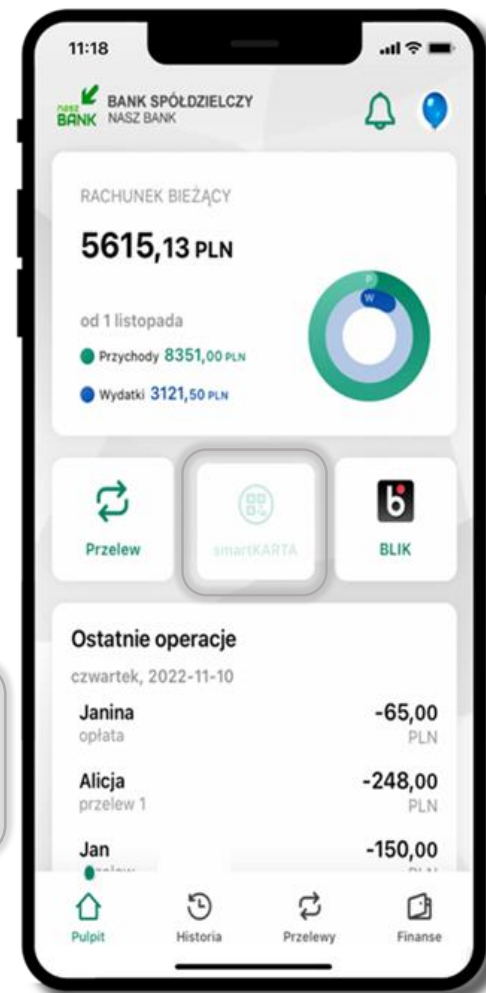 11:18
nasz
BANK
BANK SPÓŁDZIELCZY
NASZ BANK
RACHUNEK BIEŻĄCY
5615,13 PLN
od 1 listopada
Przychody 8351,00 PLN
Wydatki 3121,50 PLN
P
W
Przelew
smartKARTA
BLIK
Ostatnie operacje
czwartek, 2022-11-10
Janina -65,00
opłata PLN
Alicja -248,00
przelew 1 PLN
Jan -150,00
Pulpit Historia Przelewy Finanse